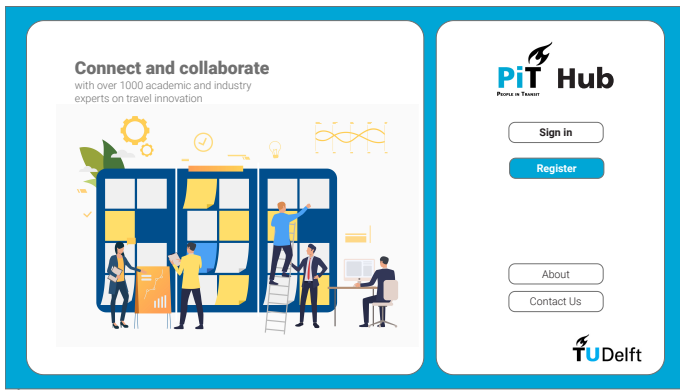 Connect and collaborate
with over 1000 academic and industry
experts on travel innovation
PiT Hub
PEOPLE IN TRANSIT
Sign in
Register
About
Contact Us
TUDelft